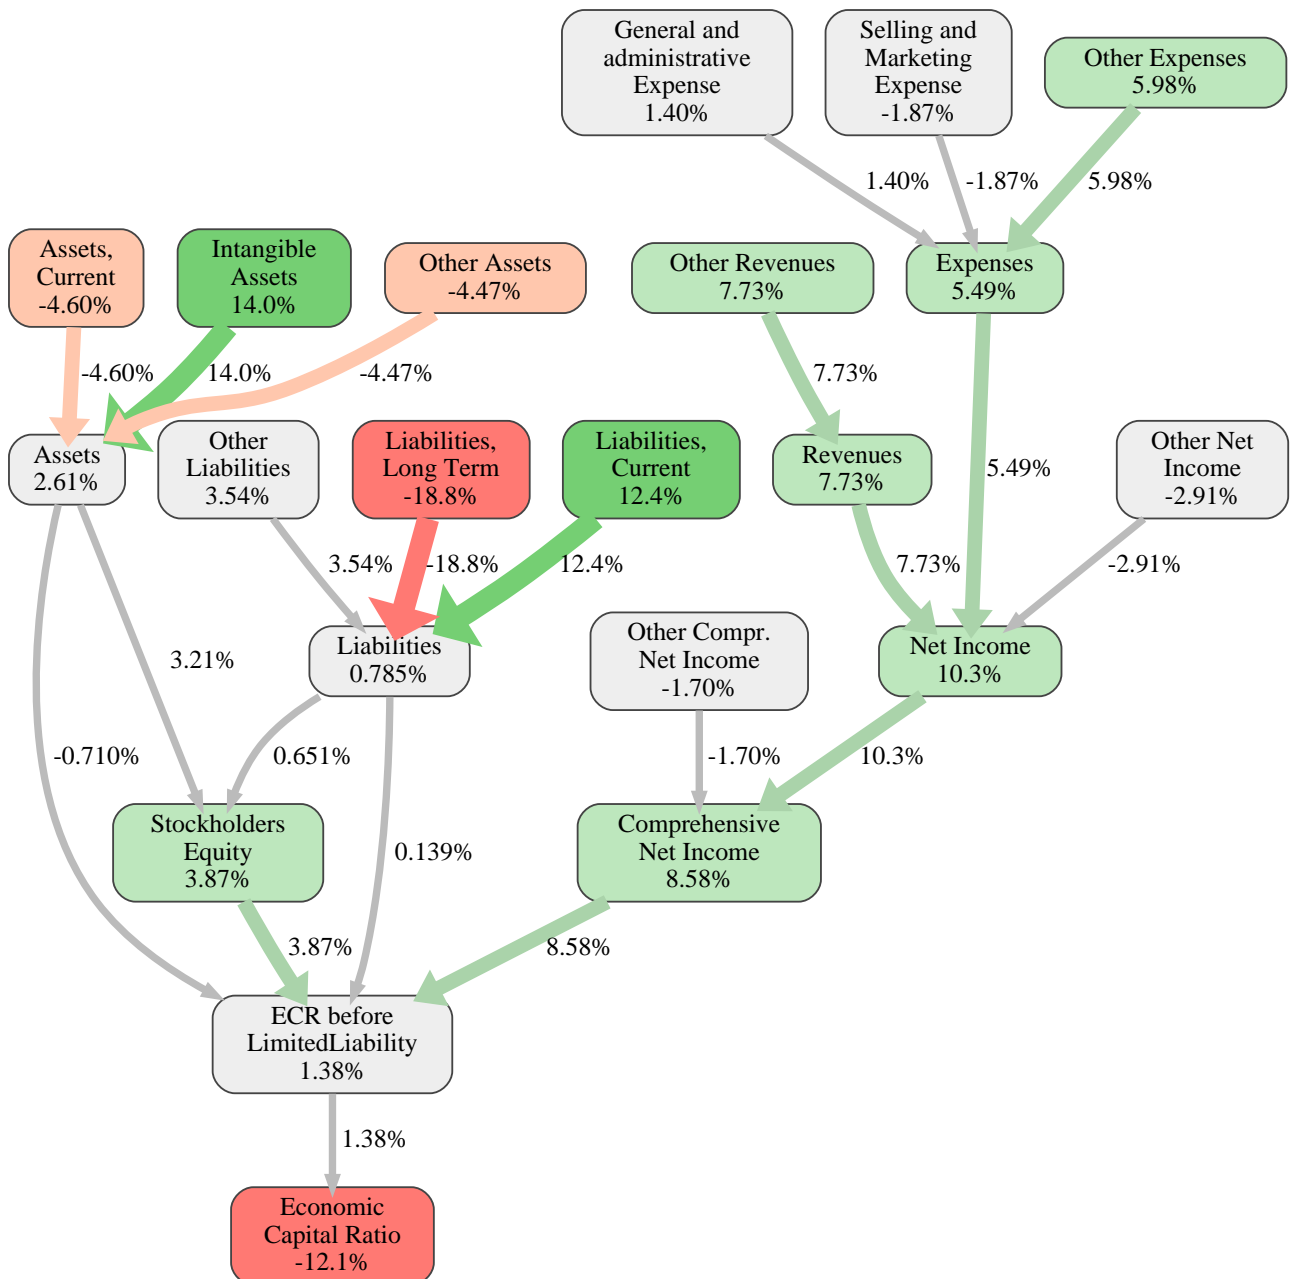 General and
administrative
Expense
1.40%
Selling and
Marketing
Expense
-1.87%
Other Expenses
5.98%
1.40%
-1.87%
5.98%
Assets,
Current
-4.60%
Intangible
Assets
14.0%
Other Assets
-4.47%
Other Revenues
7.73%
Expenses
5.49%
-4.60%
14.0%
-4.47%
7.73%
5.49%
Assets
2.61%
Other
Liabilities
3.54%
Liabilities,
Long Term
-18.8%
Liabilities,
Current
12.4%
Revenues
7.73%
Other Net
Income
-2.91%
3.54%
-18.8%
12.4%
7.73%
-2.91%
3.21%
Liabilities
0.785%
Other Compr.
Net Income
-1.70%
Net Income
10.3%
-0.710%
0.651%
-1.70%
10.3%
Stockholders
Equity
3.87%
0.139%
Comprehensive
Net Income
8.58%
3.87%
8.58%
ECR before
LimitedLiability
1.38%
1.38%
Economic
Capital Ratio
-12.1%